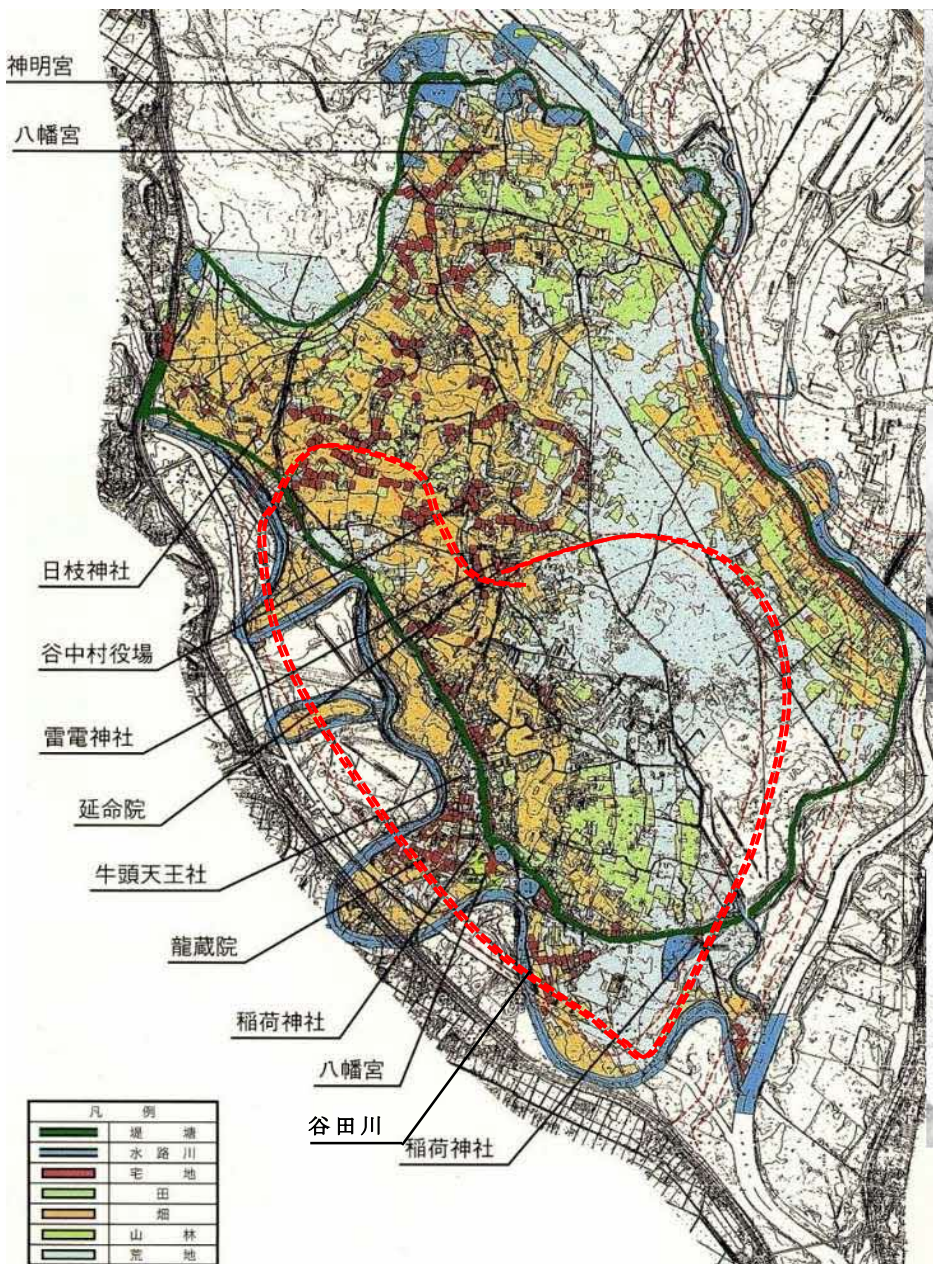 神明宮
八幡宮
日枝神社
谷中村役場
雷電神社
延命院
牛頭天王社
龍蔵院
稲荷神社
八幡宮
谷田川
稲荷神社
凡 例
堤 塘
水 路 川
宅 地
田
畑
山 林
荒 地